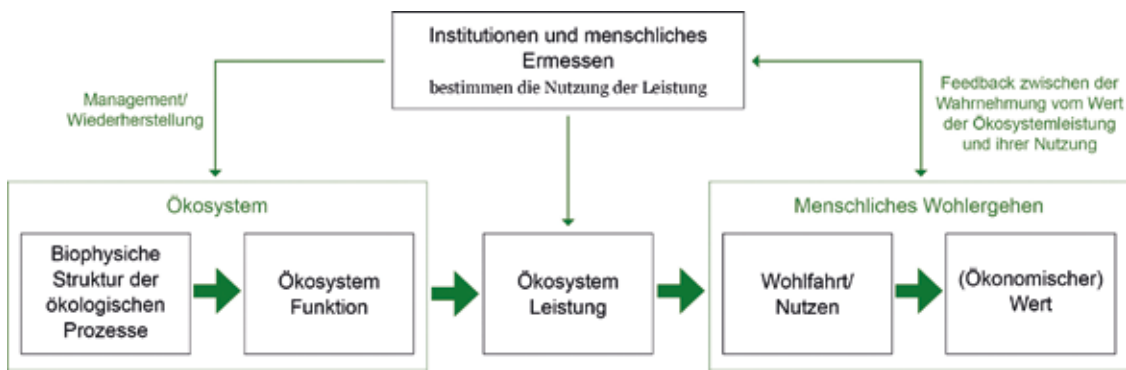 Institutionen und menschliches
Ermessen
bestimmen die Nutzung der Leistung
Management/
Wiederherstellung
Feedback zwischen der
Wahrnehmung vom Wert
der Ökosystemleistung
und ihrer Nutzung
Ökosystem
Biophysiche
Struktur der
ökologischen
Prozesse
Ökosystem
Funktion
Ökosystem
Leistung
Menschliches Wohlergehen
Wohlfahrt/
Nutzen
(Ökonomischer)
Wert